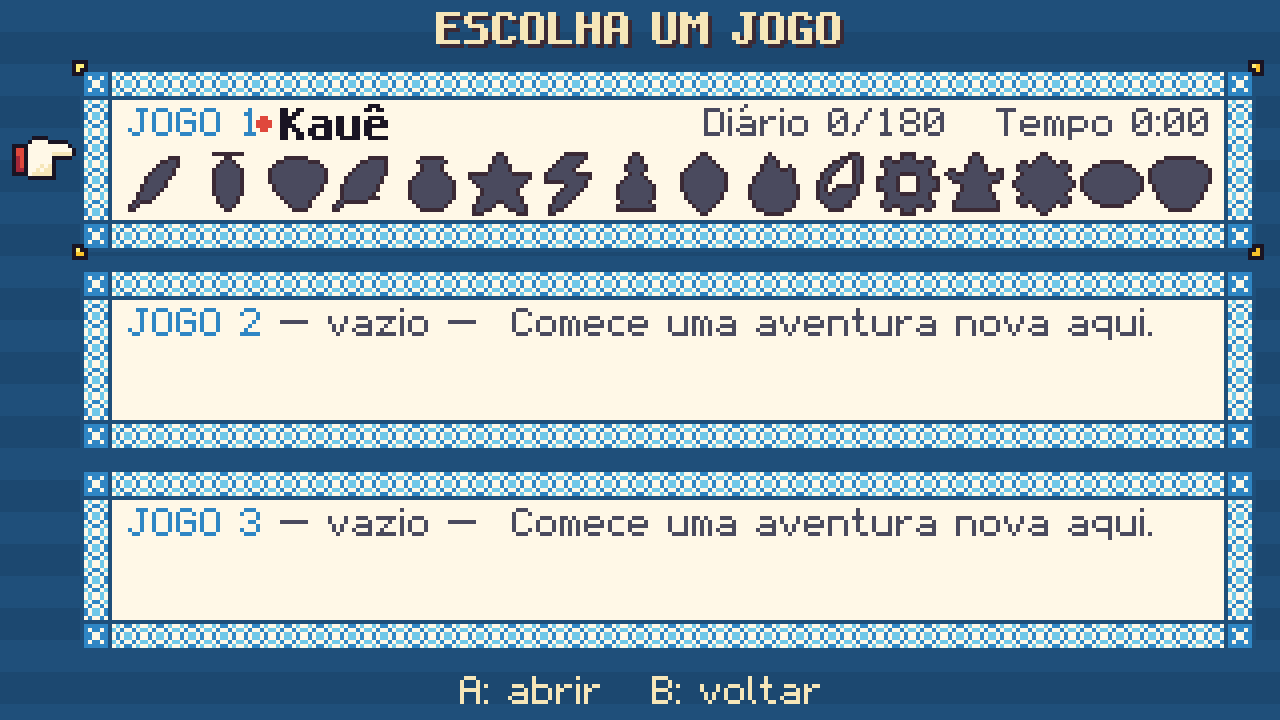 ESCOLHA UM JOGO
JOGO 1 Kauê Diário 0/180 Tempo 0:00
JOGO 2 — vazio — Comece uma aventura nova aqui.
JOGO 3 — vazio — Comece uma aventura nova aqui.
A: abrir B: voltar